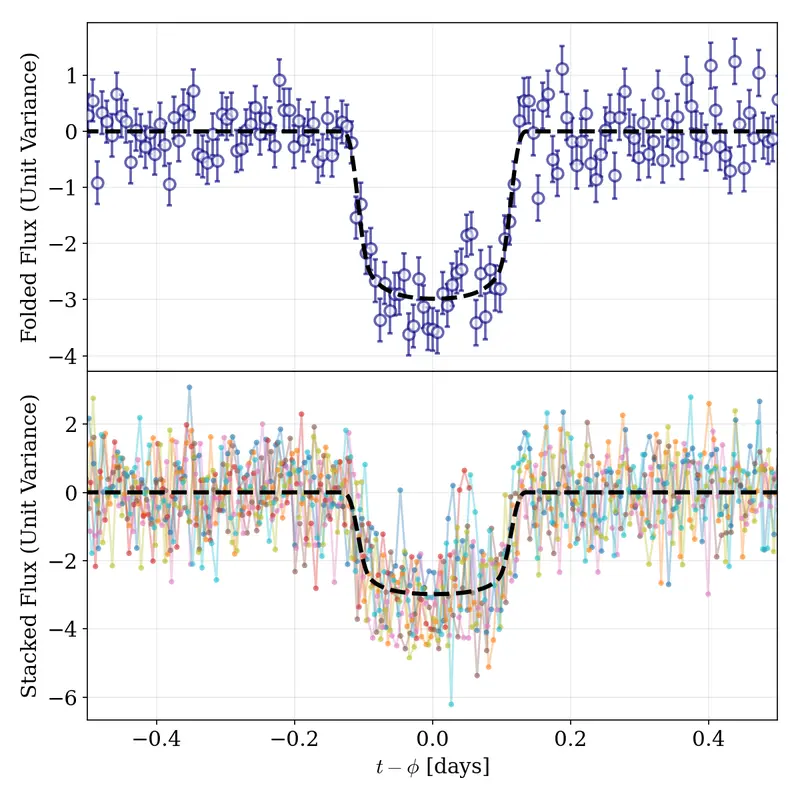 Folded Flux (Unit Variance)
1
0
−1
−2
−3
−4
Stacked Flux (Unit Variance)
2
0
−2
−4
−6
−0.4 −0.2 0.0 0.2 0.4
t − ϕ [days]